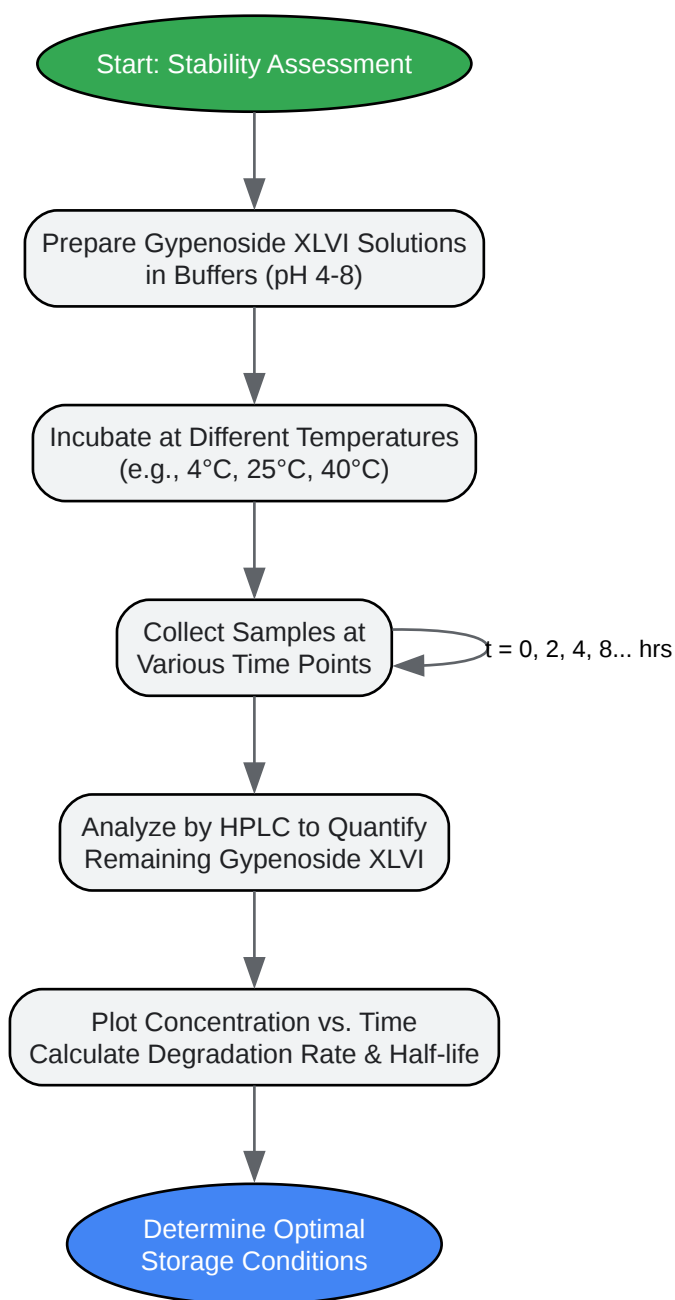 Start: Stability Assessment
Prepare Gypenoside XLVI Solutions
in Buffers (pH 4-8)
Incubate at Different Temperatures
(e.g., 4°C, 25°C, 40°C)
Collect Samples at
Various Time Points
t = 0, 2, 4, 8... hrs
Analyze by HPLC to Quantify
Remaining Gypenoside XLVI
Plot Concentration vs. Time
Calculate Degradation Rate & Half-life
Determine Optimal
Storage Conditions